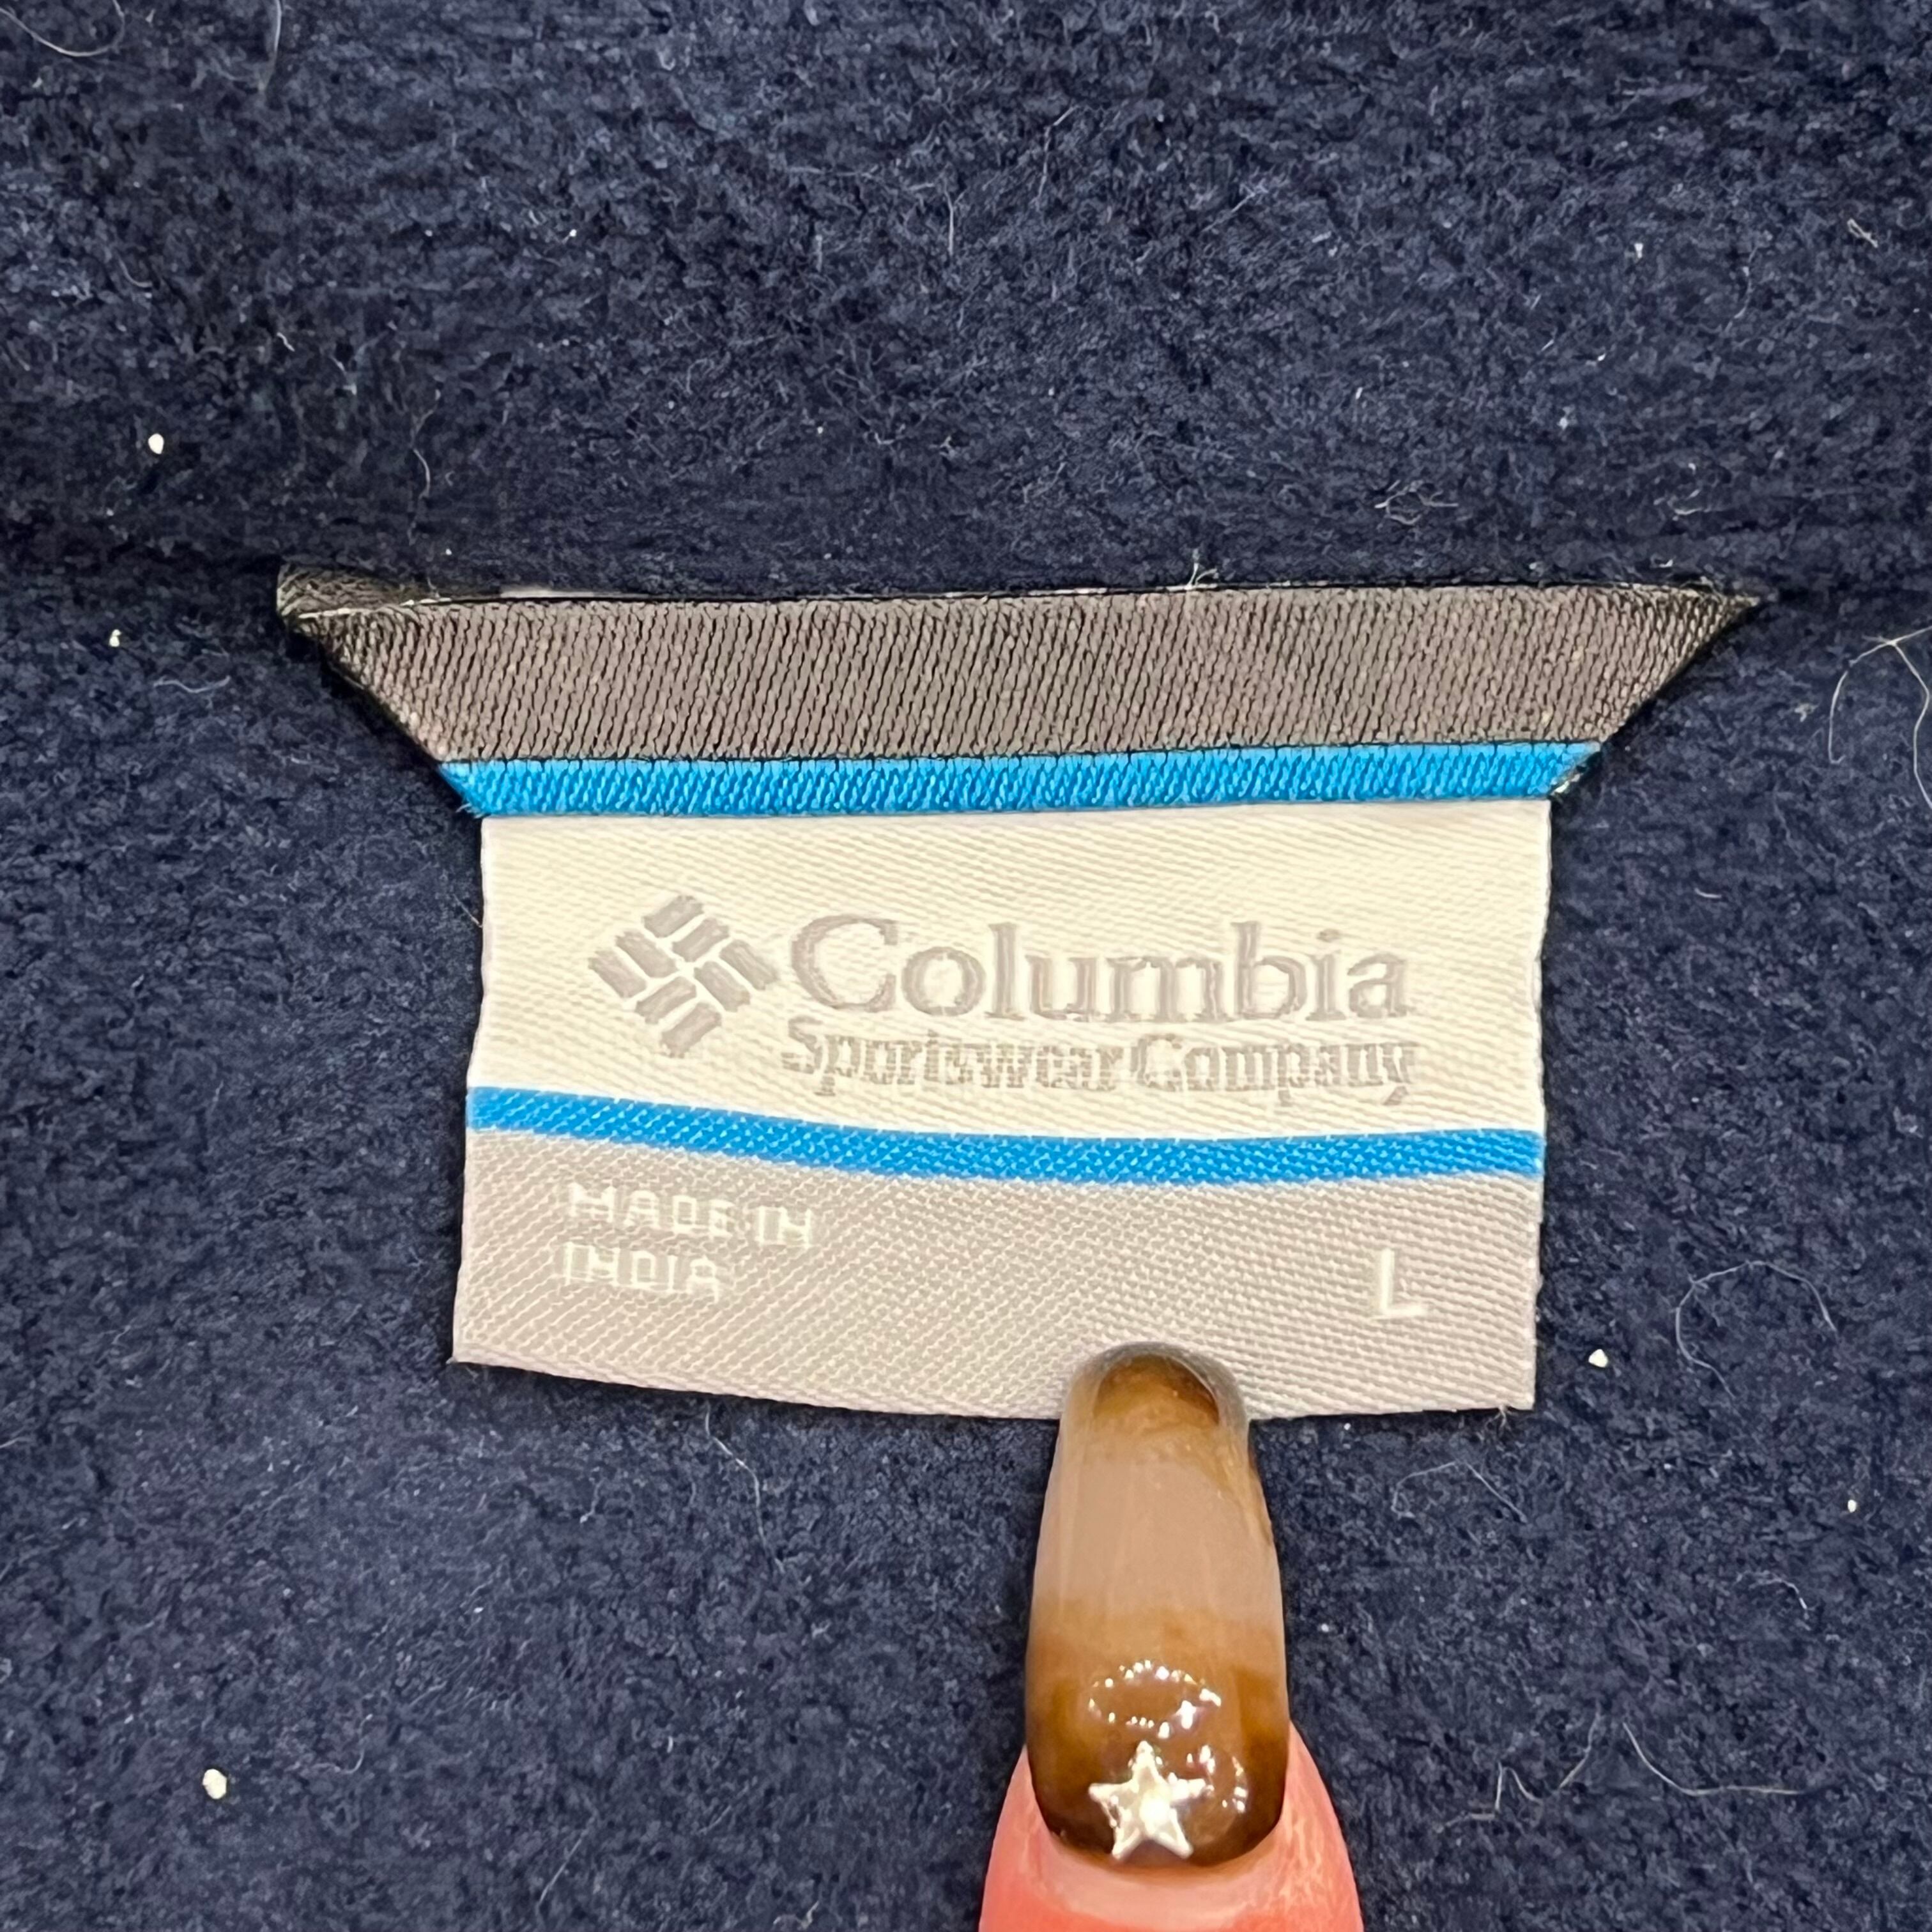 Columbia
Sportswear Company
MADE IN
INDIA
L